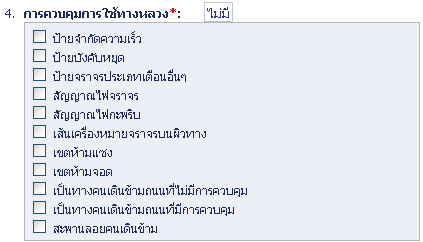 4. การควบคุมการใช้ทางหลวง*: ไม่มี
ป้ายจำกัดความเร็ว
ป้ายบังคับหยุด
ป้ายจราจรประเภทเตือนอื่นๆ
สัญญาณไฟจราจร
สัญญาณไฟกะพริบ
เส้นเครื่องหมายจราจรบนผิวทาง
เขตห้ามแซง
เขตห้ามจอด
เป็นทางคนเดินข้ามถนนที่ไม่มีการควบคุม
เป็นทางคนเดินข้ามถนนที่มีการควบคุม
สะพานลอยคนเดินข้าม